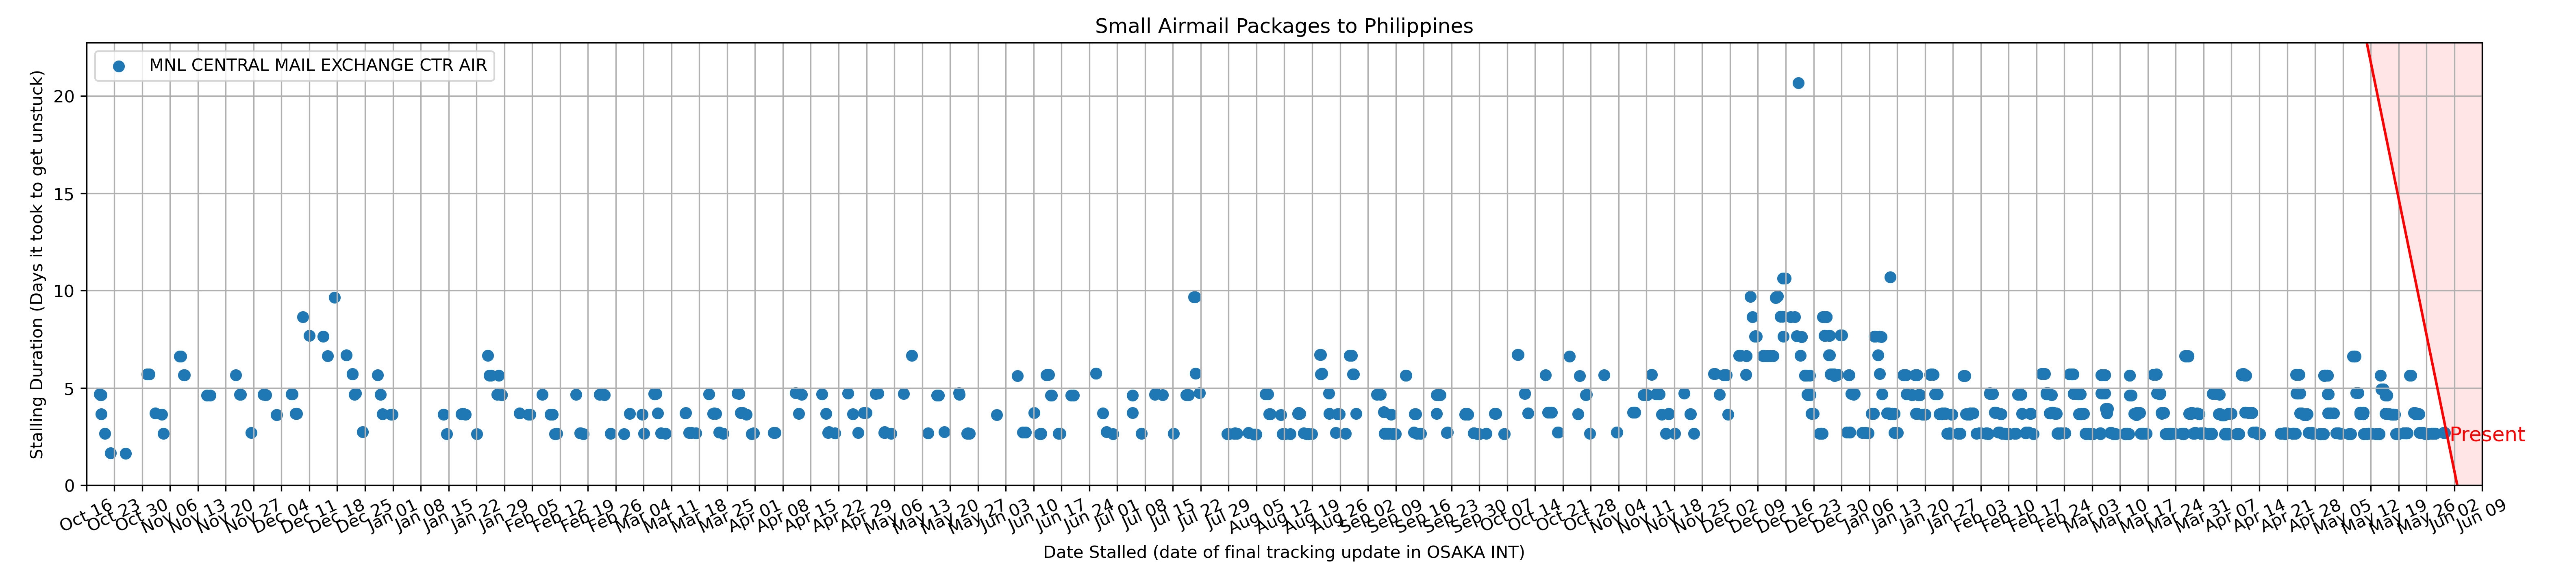 Small Airmail Packages to Philippines
MNL CENTRAL MAIL EXCHANGE CTR AIR
Stalling Duration (Days it took to get unstuck)
20
15
10
5
0
Present
Oct 16 Oct 23 Oct 30 Nov 06 Nov 13 Nov 20 Nov 27 Dec 04 Dec 11 Dec 18 Dec 25 Jan 01 Jan 08 Jan 15 Jan 22 Jan 29 Feb 05 Feb 12 Feb 19 Feb 26 Mar 04 Mar 11 Mar 18 Mar 25 Apr 01 Apr 08 Apr 15 Apr 22 Apr 29 May 06 May 13 May 20 May 27 Jun 03 Jun 10 Jun 17 Jun 24 Jul 01 Jul 08 Jul 15 Jul 22 Jul 29 Aug 05 Aug 12 Aug 19 Aug 26 Sep 02 Sep 09 Sep 16 Sep 23 Sep 30 Oct 07 Oct 14 Oct 21 Oct 28 Nov 04 Nov 11 Nov 18 Nov 25 Dec 02 Dec 09 Dec 16 Dec 23 Dec 30 Jan 06 Jan 13 Jan 20 Jan 27 Feb 03 Feb 10 Feb 17 Feb 24 Mar 03 Mar 10 Mar 17 Mar 24 Mar 31 Apr 07 Apr 14 Apr 21 Apr 28 May 05 May 12 May 19 May 26 Jun 02 Jun 09
Date Stalled (date of final tracking update in OSAKA INT)